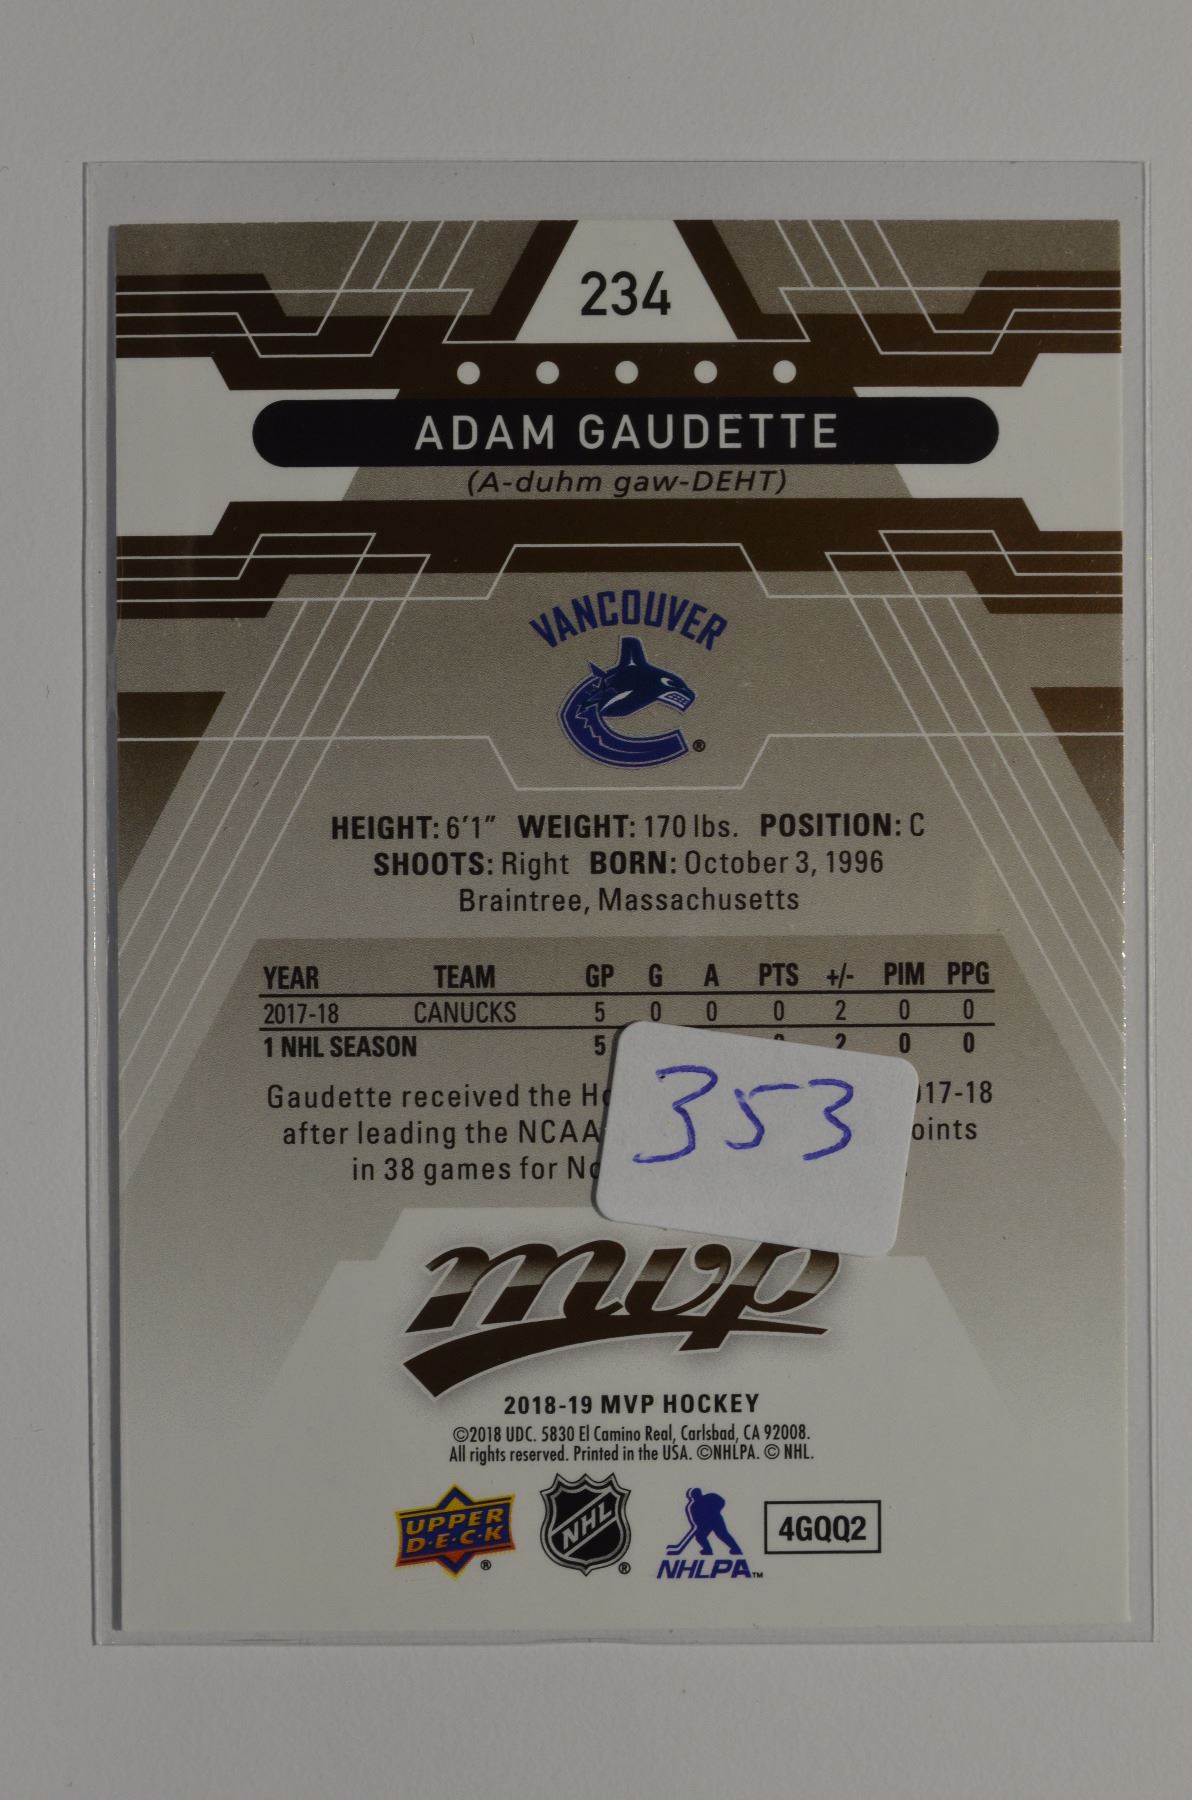 234
ADAM GAUDETTE
(A-duhm gaw-DEHT)
VANCOUVER
®
HEIGHT: 6'1" WEIGHT: 170 lbs. POSITION: C
SHOOTS: Right BORN: October 3, 1996
Braintree, Massachusetts
YEAR TEAM GP G A PTS +/- PIM PPG
2017-18 CANUCKS 5 0 0 0 2 0 0
1 NHL SEASON 5 2 0 0
Gaudette received the 17-18
after leading the NCAA oints
in 38 games for
353
mvp
2018-19 MVP HOCKEY
©2018 UDC. 5830 El Camino Real, Carlsbad, CA 92008.
All rights reserved. Printed in the USA. ©NHLPA. © NHL.
UPPER D·E·C·K ® NHL ® NHLPA™ 4GQQ2